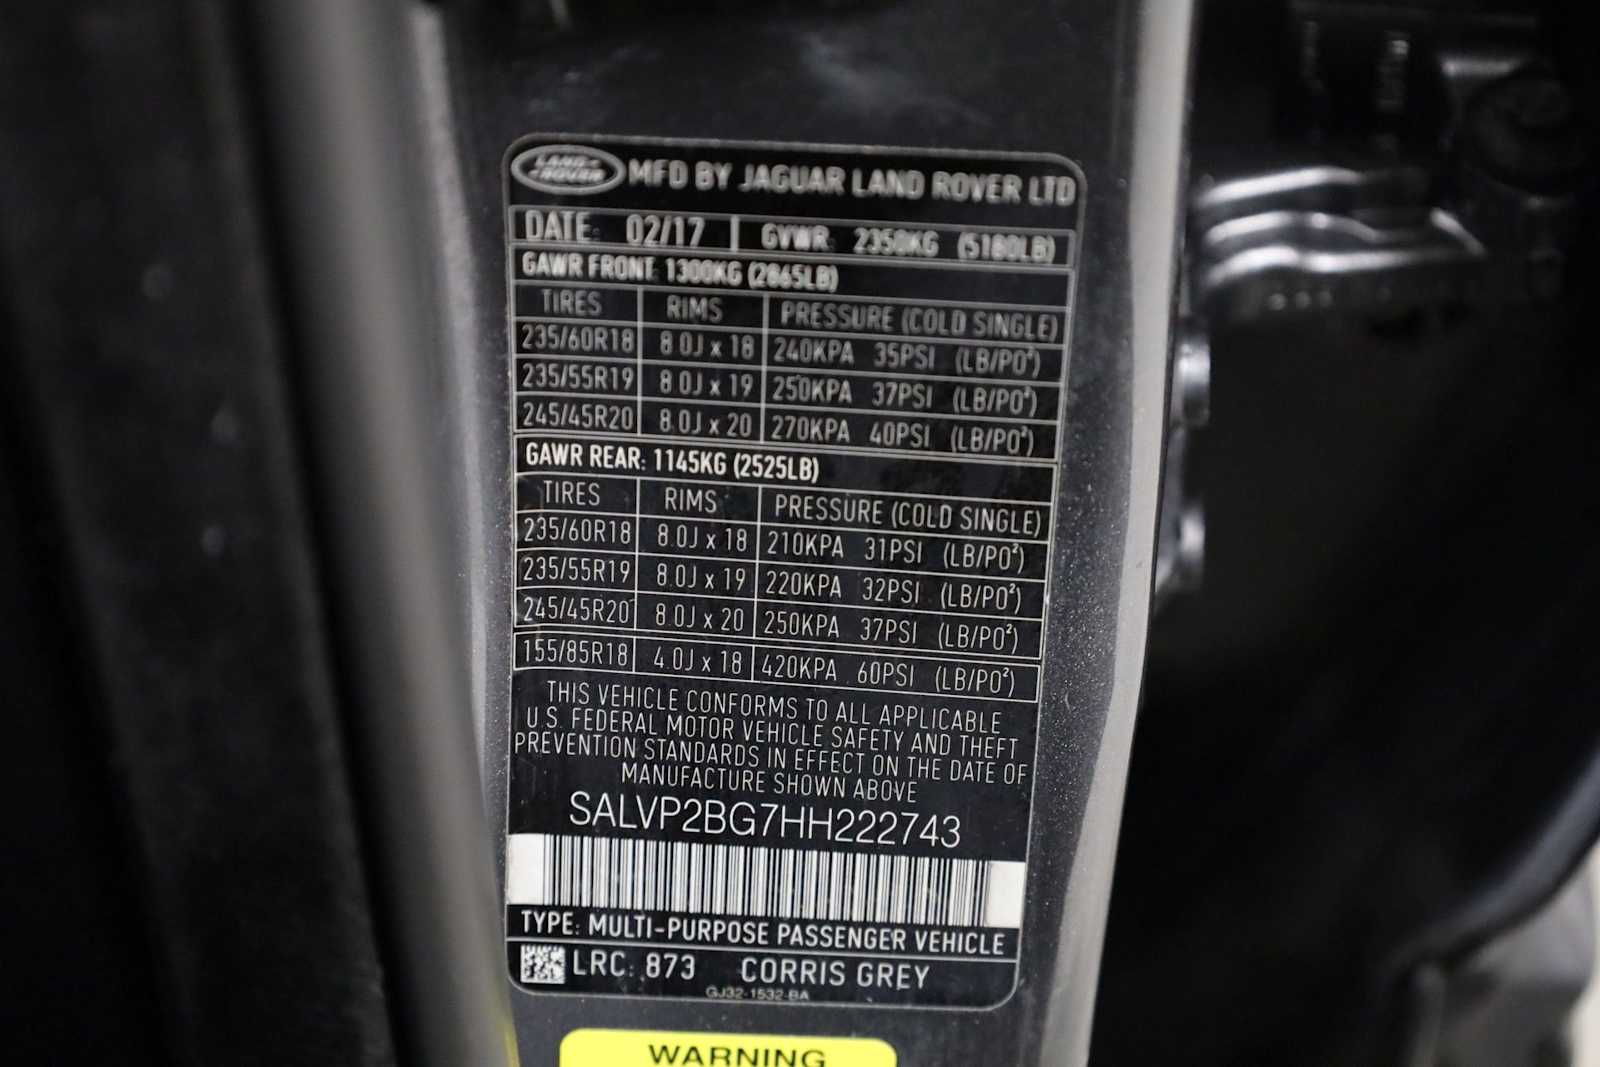 LAND-
-ROVER
MFD BY JAGUAR LAND ROVER LTD
DATE: 02/17 GVWR: 2350KG (5180LB)
GAWR FRONT: 1300KG (2865LB)
TIRES RIMS PRESSURE (COLD SINGLE)
235/60R18 8.0J x 18 240KPA 35PSI (LB/PO²)
235/55R19 8.0J x 19 250KPA 37PSI (LB/PO²)
245/45R20 8.0J x 20 270KPA 40PSI (LB/PO²)
GAWR REAR: 1145KG (2525LB)
TIRES RIMS PRESSURE (COLD SINGLE)
235/60R18 8.0J x 18 210KPA 31PSI (LB/PO²)
235/55R19 8.0J x 19 220KPA 32PSI (LB/PO²)
245/45R20 8.0J x 20 250KPA 37PSI (LB/PO²)
155/85R18 4.0J x 18 420KPA 60PSI (LB/PO²)
THIS VEHICLE CONFORMS TO ALL APPLICABLE
U.S. FEDERAL MOTOR VEHICLE SAFETY AND THEFT
PREVENTION STANDARDS IN EFFECT ON THE DATE OF
MANUFACTURE SHOWN ABOVE
SALVP2BG7HH222743
TYPE: MULTI-PURPOSE PASSENGER VEHICLE
LRC: 873 CORRIS GREY
GJ32-1532-BA
WARNING